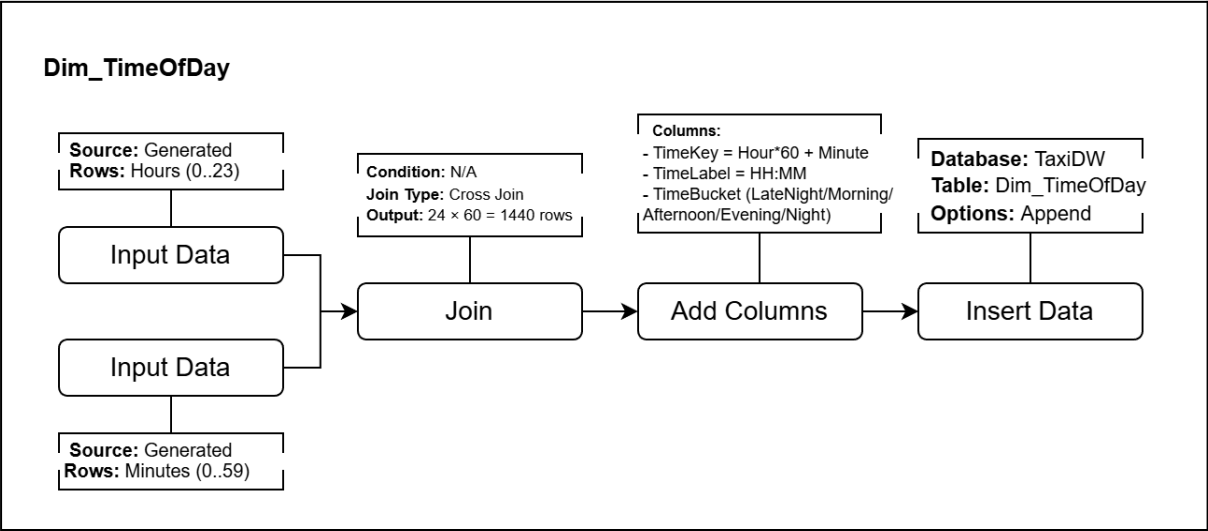 Dim_TimeOfDay
Source: Generated
Rows: Hours (0..23)
Input Data
Input Data
Source: Generated
Rows: Minutes (0..59)
Condition: N/A
Join Type: Cross Join
Output: 24 × 60 = 1440 rows
Join
Columns:
- TimeKey = Hour*60 + Minute
- TimeLabel = HH:MM
- TimeBucket (LateNight/Morning/
Afternoon/Evening/Night)
Add Columns
Database: TaxiDW
Table: Dim_TimeOfDay
Options: Append
Insert Data